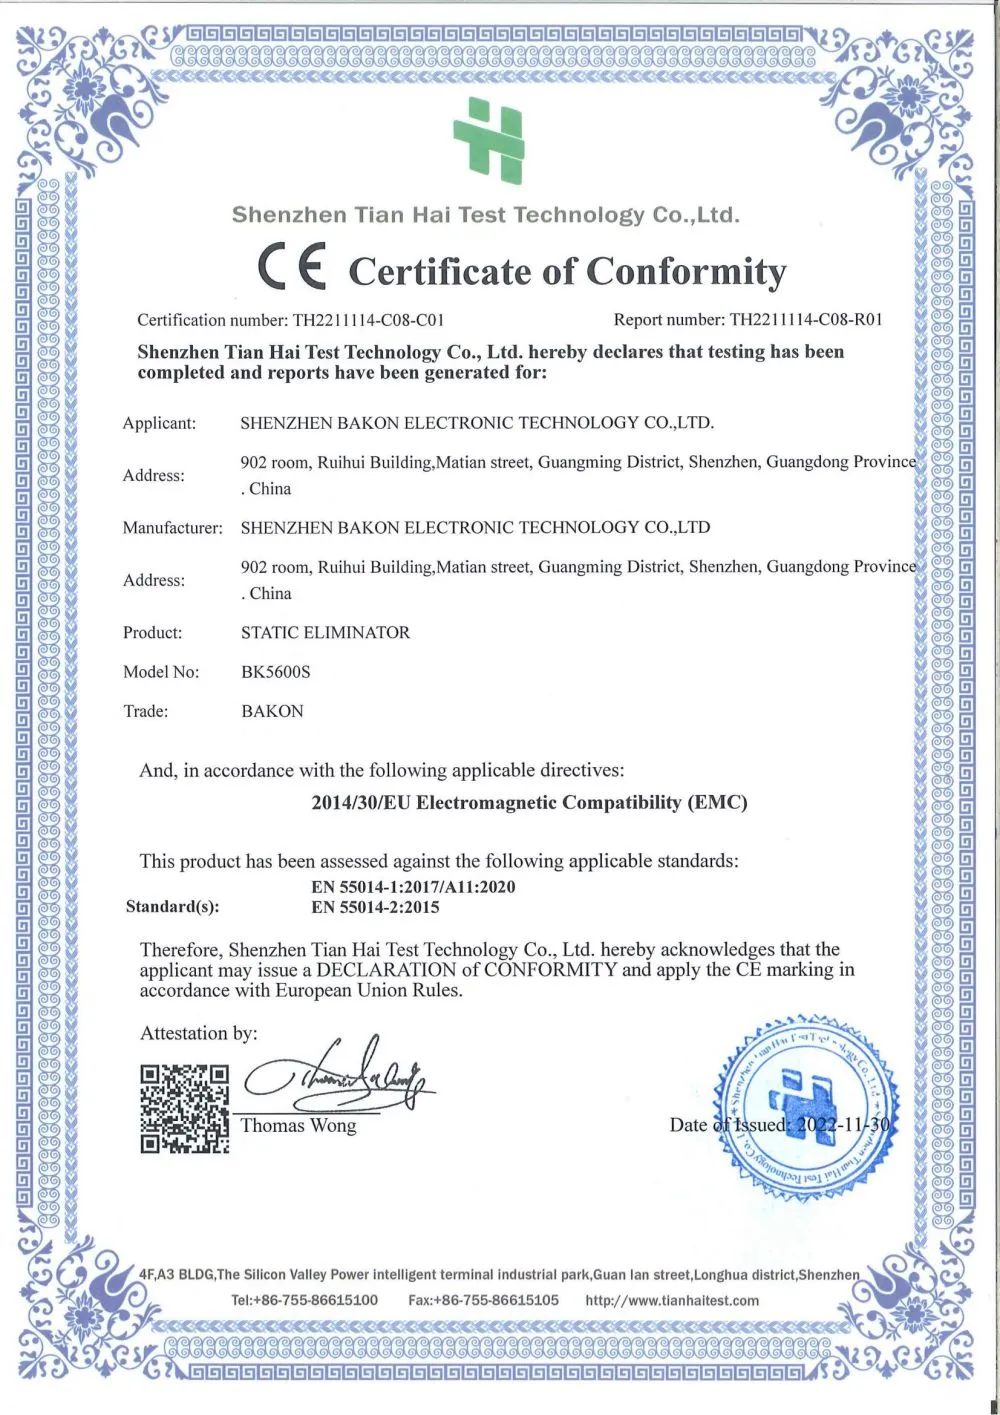 Shenzhen Tian Hai Test Technology Co.,Ltd.
CE Certificate of Conformity
Certification number: TH2211114-C08-C01 Report number: TH2211114-C08-R01
Shenzhen Tian Hai Test Technology Co., Ltd. hereby declares that testing has been
completed and reports have been generated for:
Applicant: SHENZHEN BAKON ELECTRONIC TECHNOLOGY CO.,LTD.
Address: 902 room, Ruihui Building,Matian street, Guangming District, Shenzhen, Guangdong Province
. China
Manufacturer: SHENZHEN BAKON ELECTRONIC TECHNOLOGY CO.,LTD
Address: 902 room, Ruihui Building,Matian street, Guangming District, Shenzhen, Guangdong Province
. China
Product: STATIC ELIMINATOR
Model No: BK5600S
Trade: BAKON
And, in accordance with the following applicable directives:
2014/30/EU Electromagnetic Compatibility (EMC)
This product has been assessed against the following applicable standards:
EN 55014-1:2017/A11:2020
Standard(s): EN 55014-2:2015
Therefore, Shenzhen Tian Hai Test Technology Co., Ltd. hereby acknowledges that the
applicant may issue a DECLARATION of CONFORMITY and apply the CE marking in
accordance with European Union Rules.
Attestation by:
Thomas Wong
Date of Issued: 2022-11-30
Shenzhen Tian Hai Test Technology Co., Ltd.
4F,A3 BLDG,The Silicon Valley Power intelligent terminal industrial park,Guan lan street,Longhua district,Shenzhen
Tel:+86-755-86615100 Fax:+86-755-86615105 http://www.tianhaitest.com